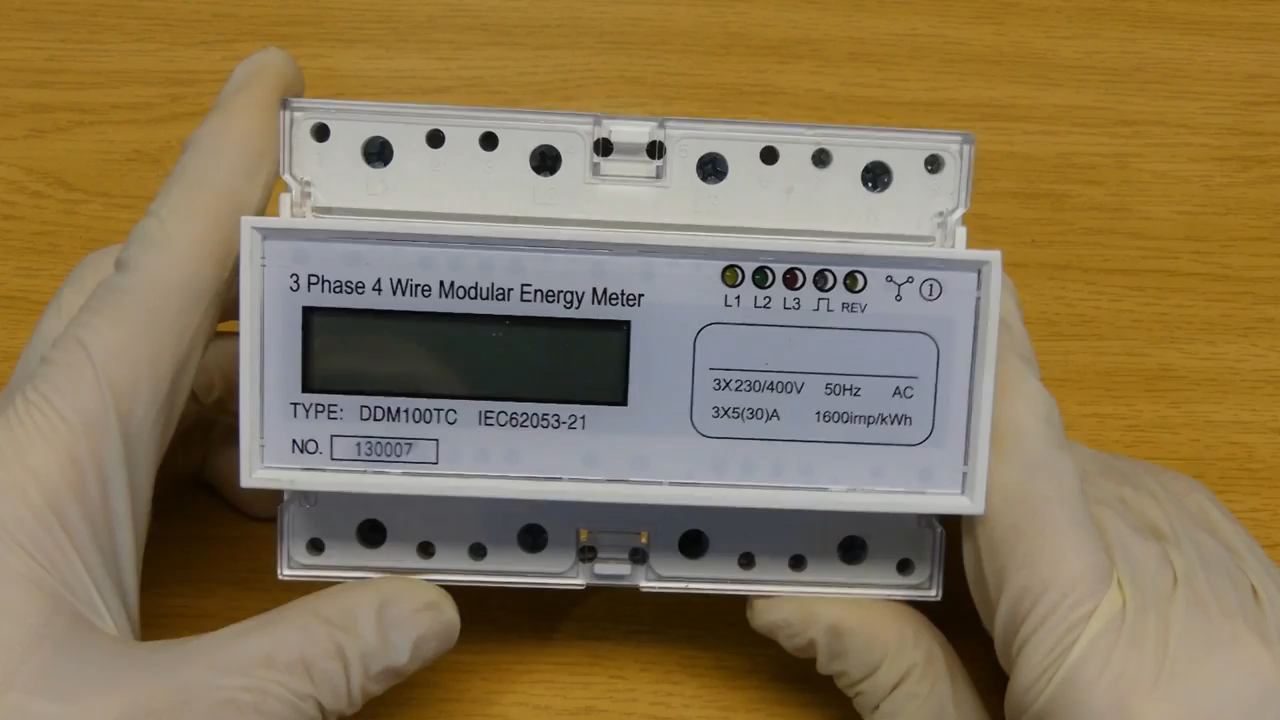 3 Phase 4 Wire Modular Energy Meter
L1 L2 L3 REV
1
3X230/400V 50Hz AC
3X5(30)A 1600imp/kWh
TYPE: DDM100TC IEC62053-21
NO. 130007